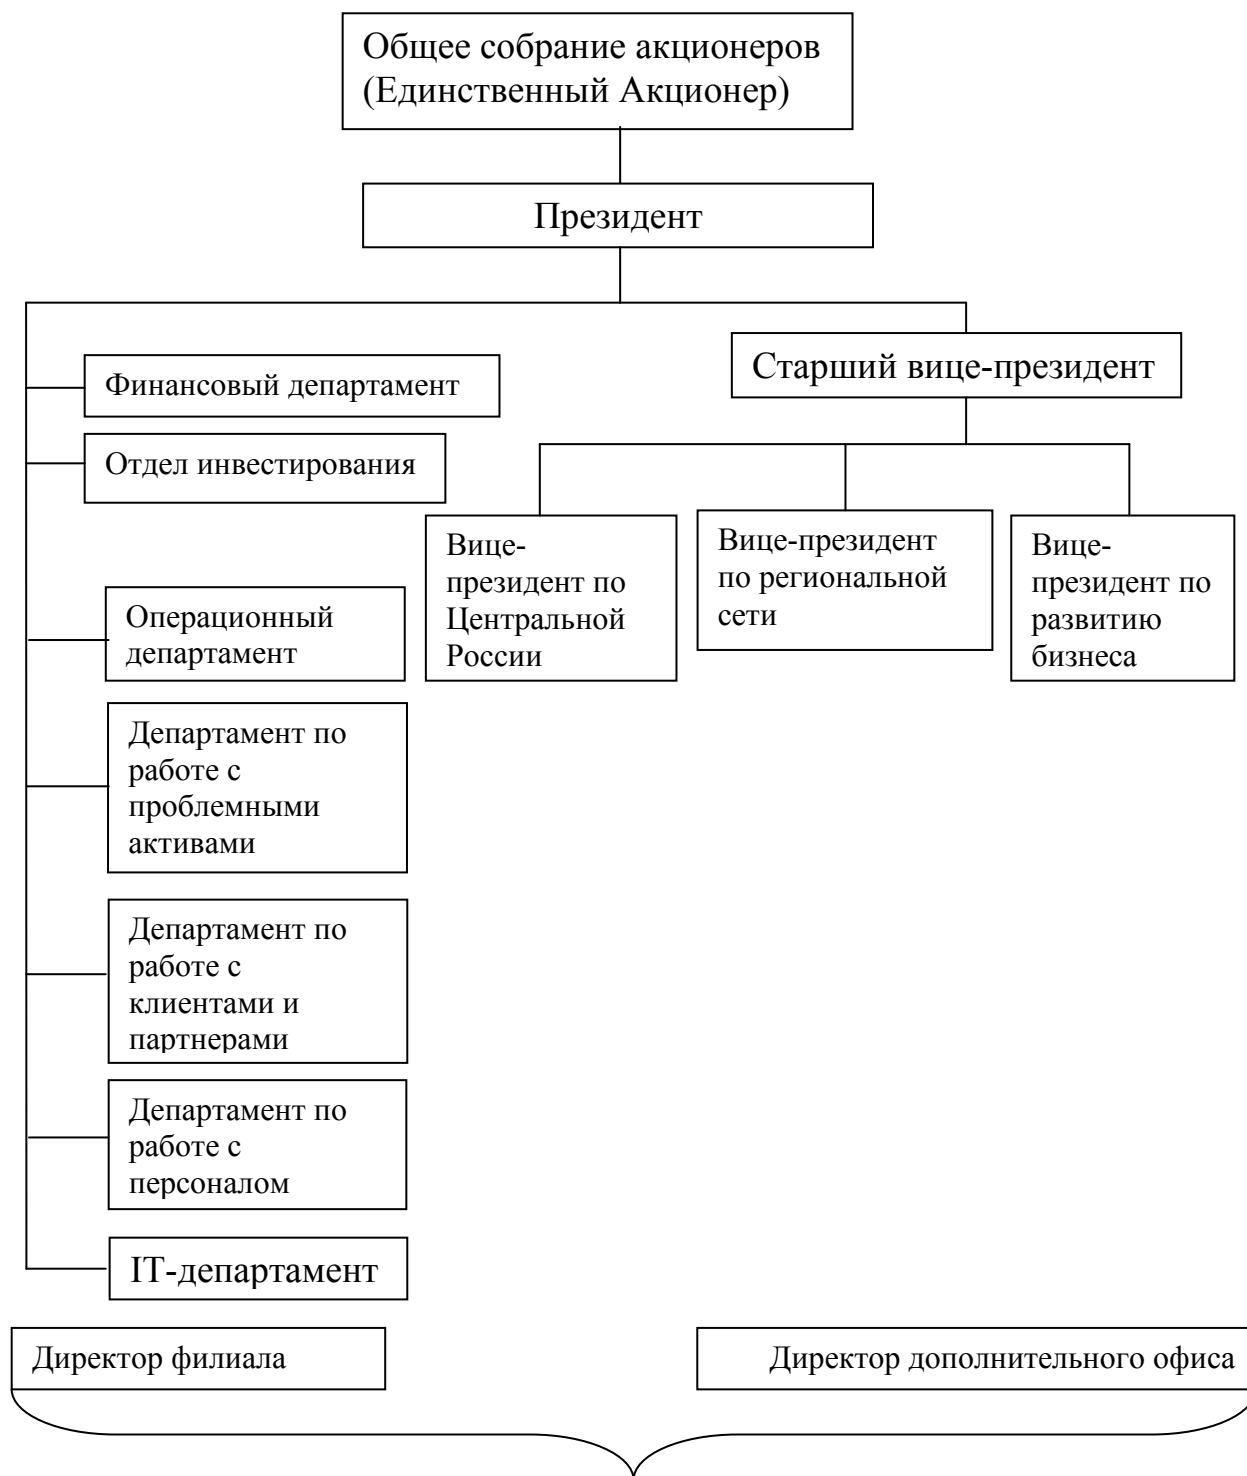 Общее собрание акционеров
(Единственный Акционер)
Президент
Старший вице-президент
Финансовый департамент
Отдел инвестирования
Вице-
президент по
Центральной
России
Вице-президент
по региональной
сети
Вице-
президент по
развитию
бизнеса
Операционный
департамент
Департамент по
работе с
проблемными
активами
Департамент по
работе с
клиентами и
партнерами
Департамент по
работе с
персоналом
IT-департамент
Директор филиала
Директор дополнительного офиса